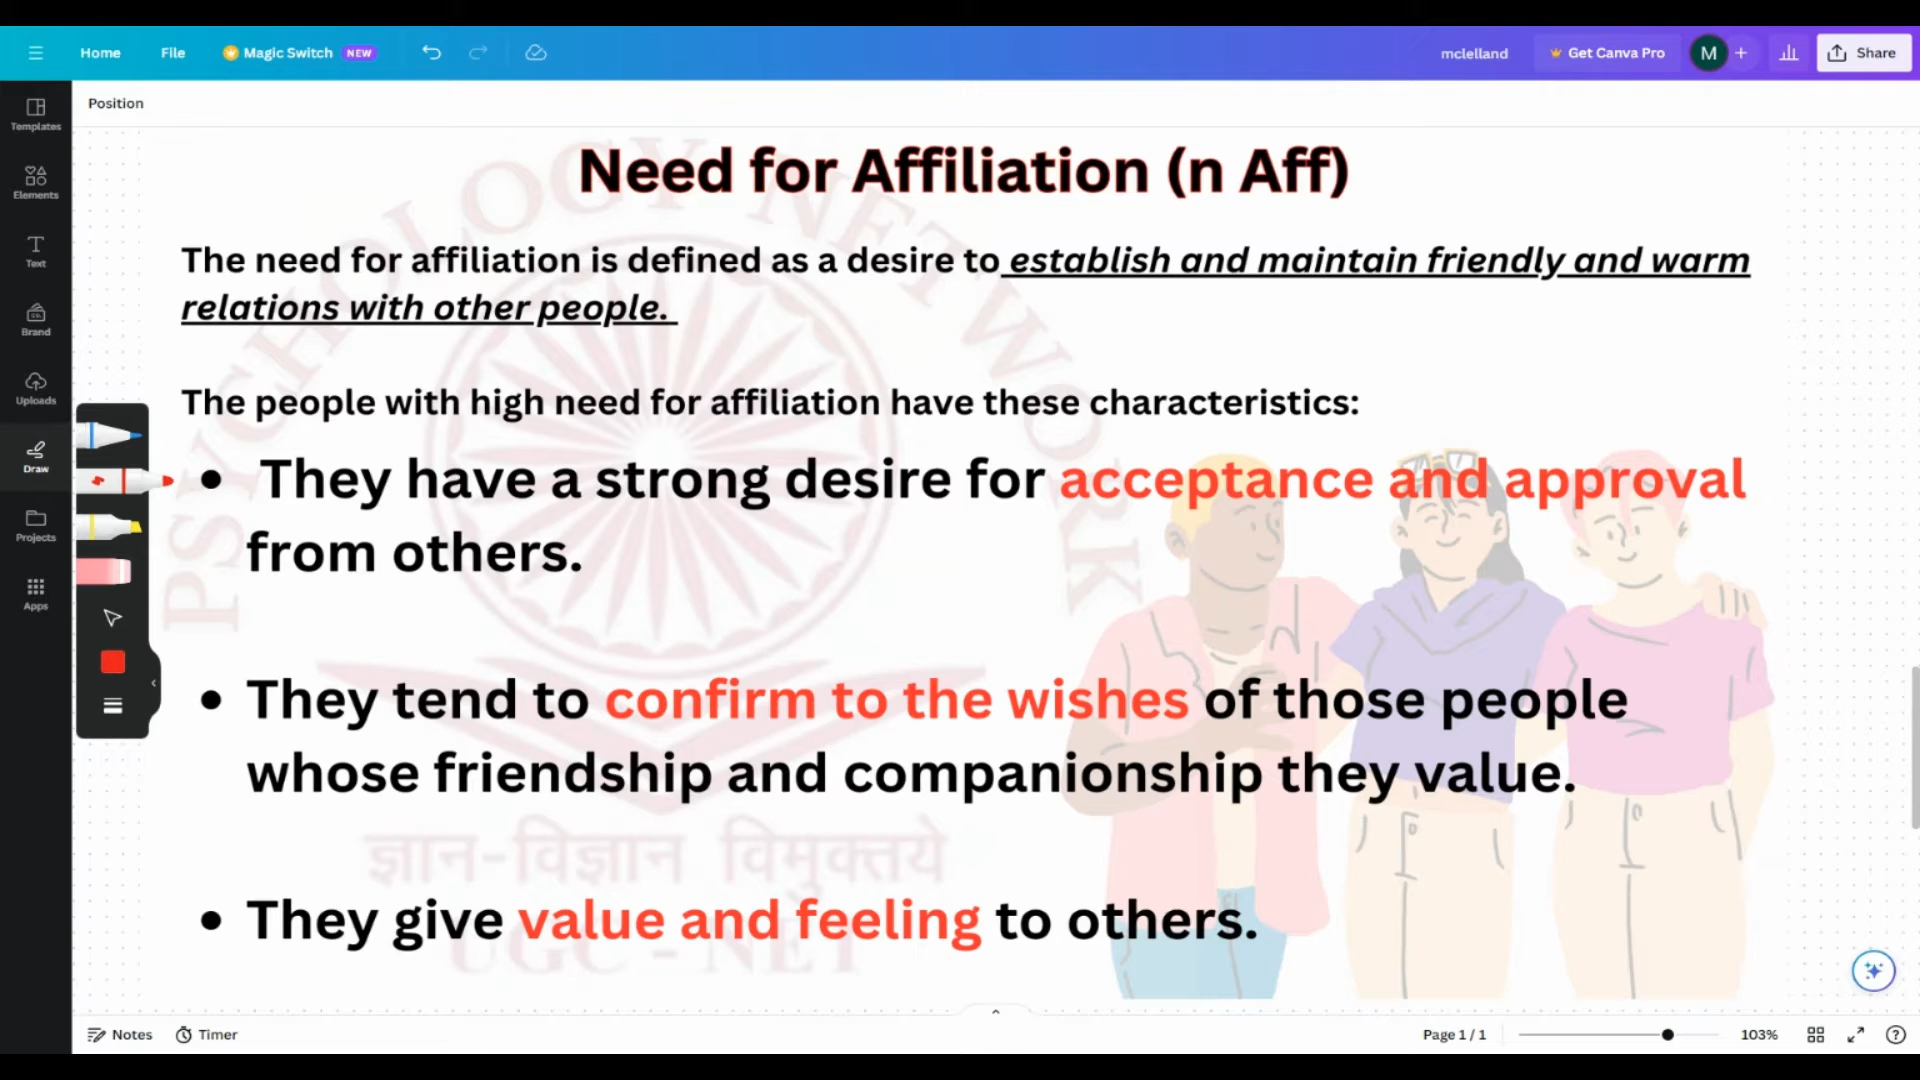 Home File Magic Switch NEW mclelland Get Canva Pro M + Share
Position
Templates
Elements
Text
Brand
Uploads
Draw
Projects
Apps
Need for Affiliation (n Aff)
The need for affiliation is defined as a desire to establish and maintain friendly and warm
relations with other people.
The people with high need for affiliation have these characteristics:
• They have a strong desire for acceptance and approval
from others.
• They tend to confirm to the wishes of those people
whose friendship and companionship they value.
• They give value and feeling to others.
PSYCHOLOGY NETWORK
ज्ञान-विज्ञान विमुक्तये
UGC - NET
Notes Timer Page 1 / 1 103%